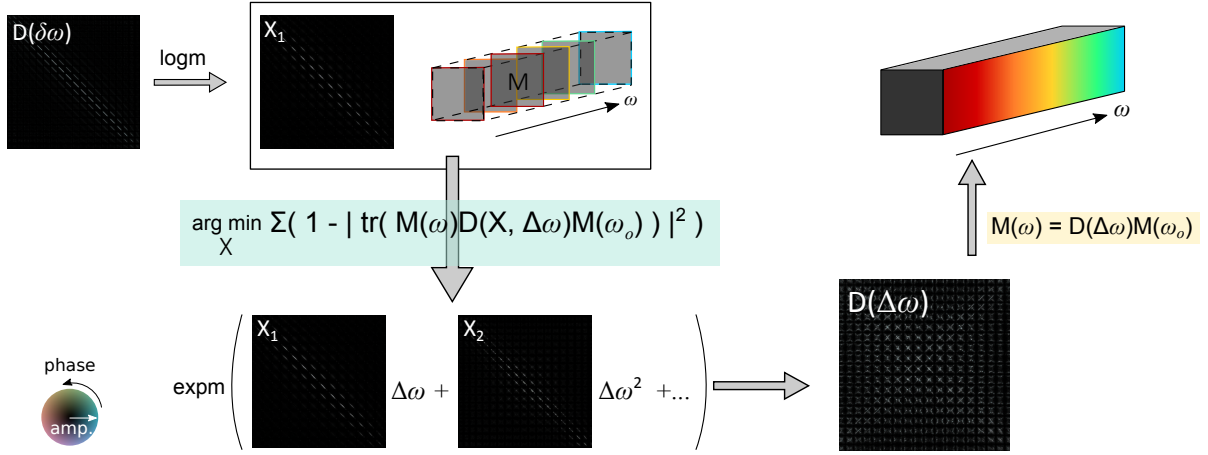 D(δω)
logm
X₁
M
ω
arg min
X
Σ( 1 - | tr( M(ω)D(X, Δω)M(ωₒ) ) |² )
expm
X₁
Δω +
X₂
Δω² +...
D(Δω)
M(ω) = D(Δω)M(ωₒ)
ω
phase
amp.